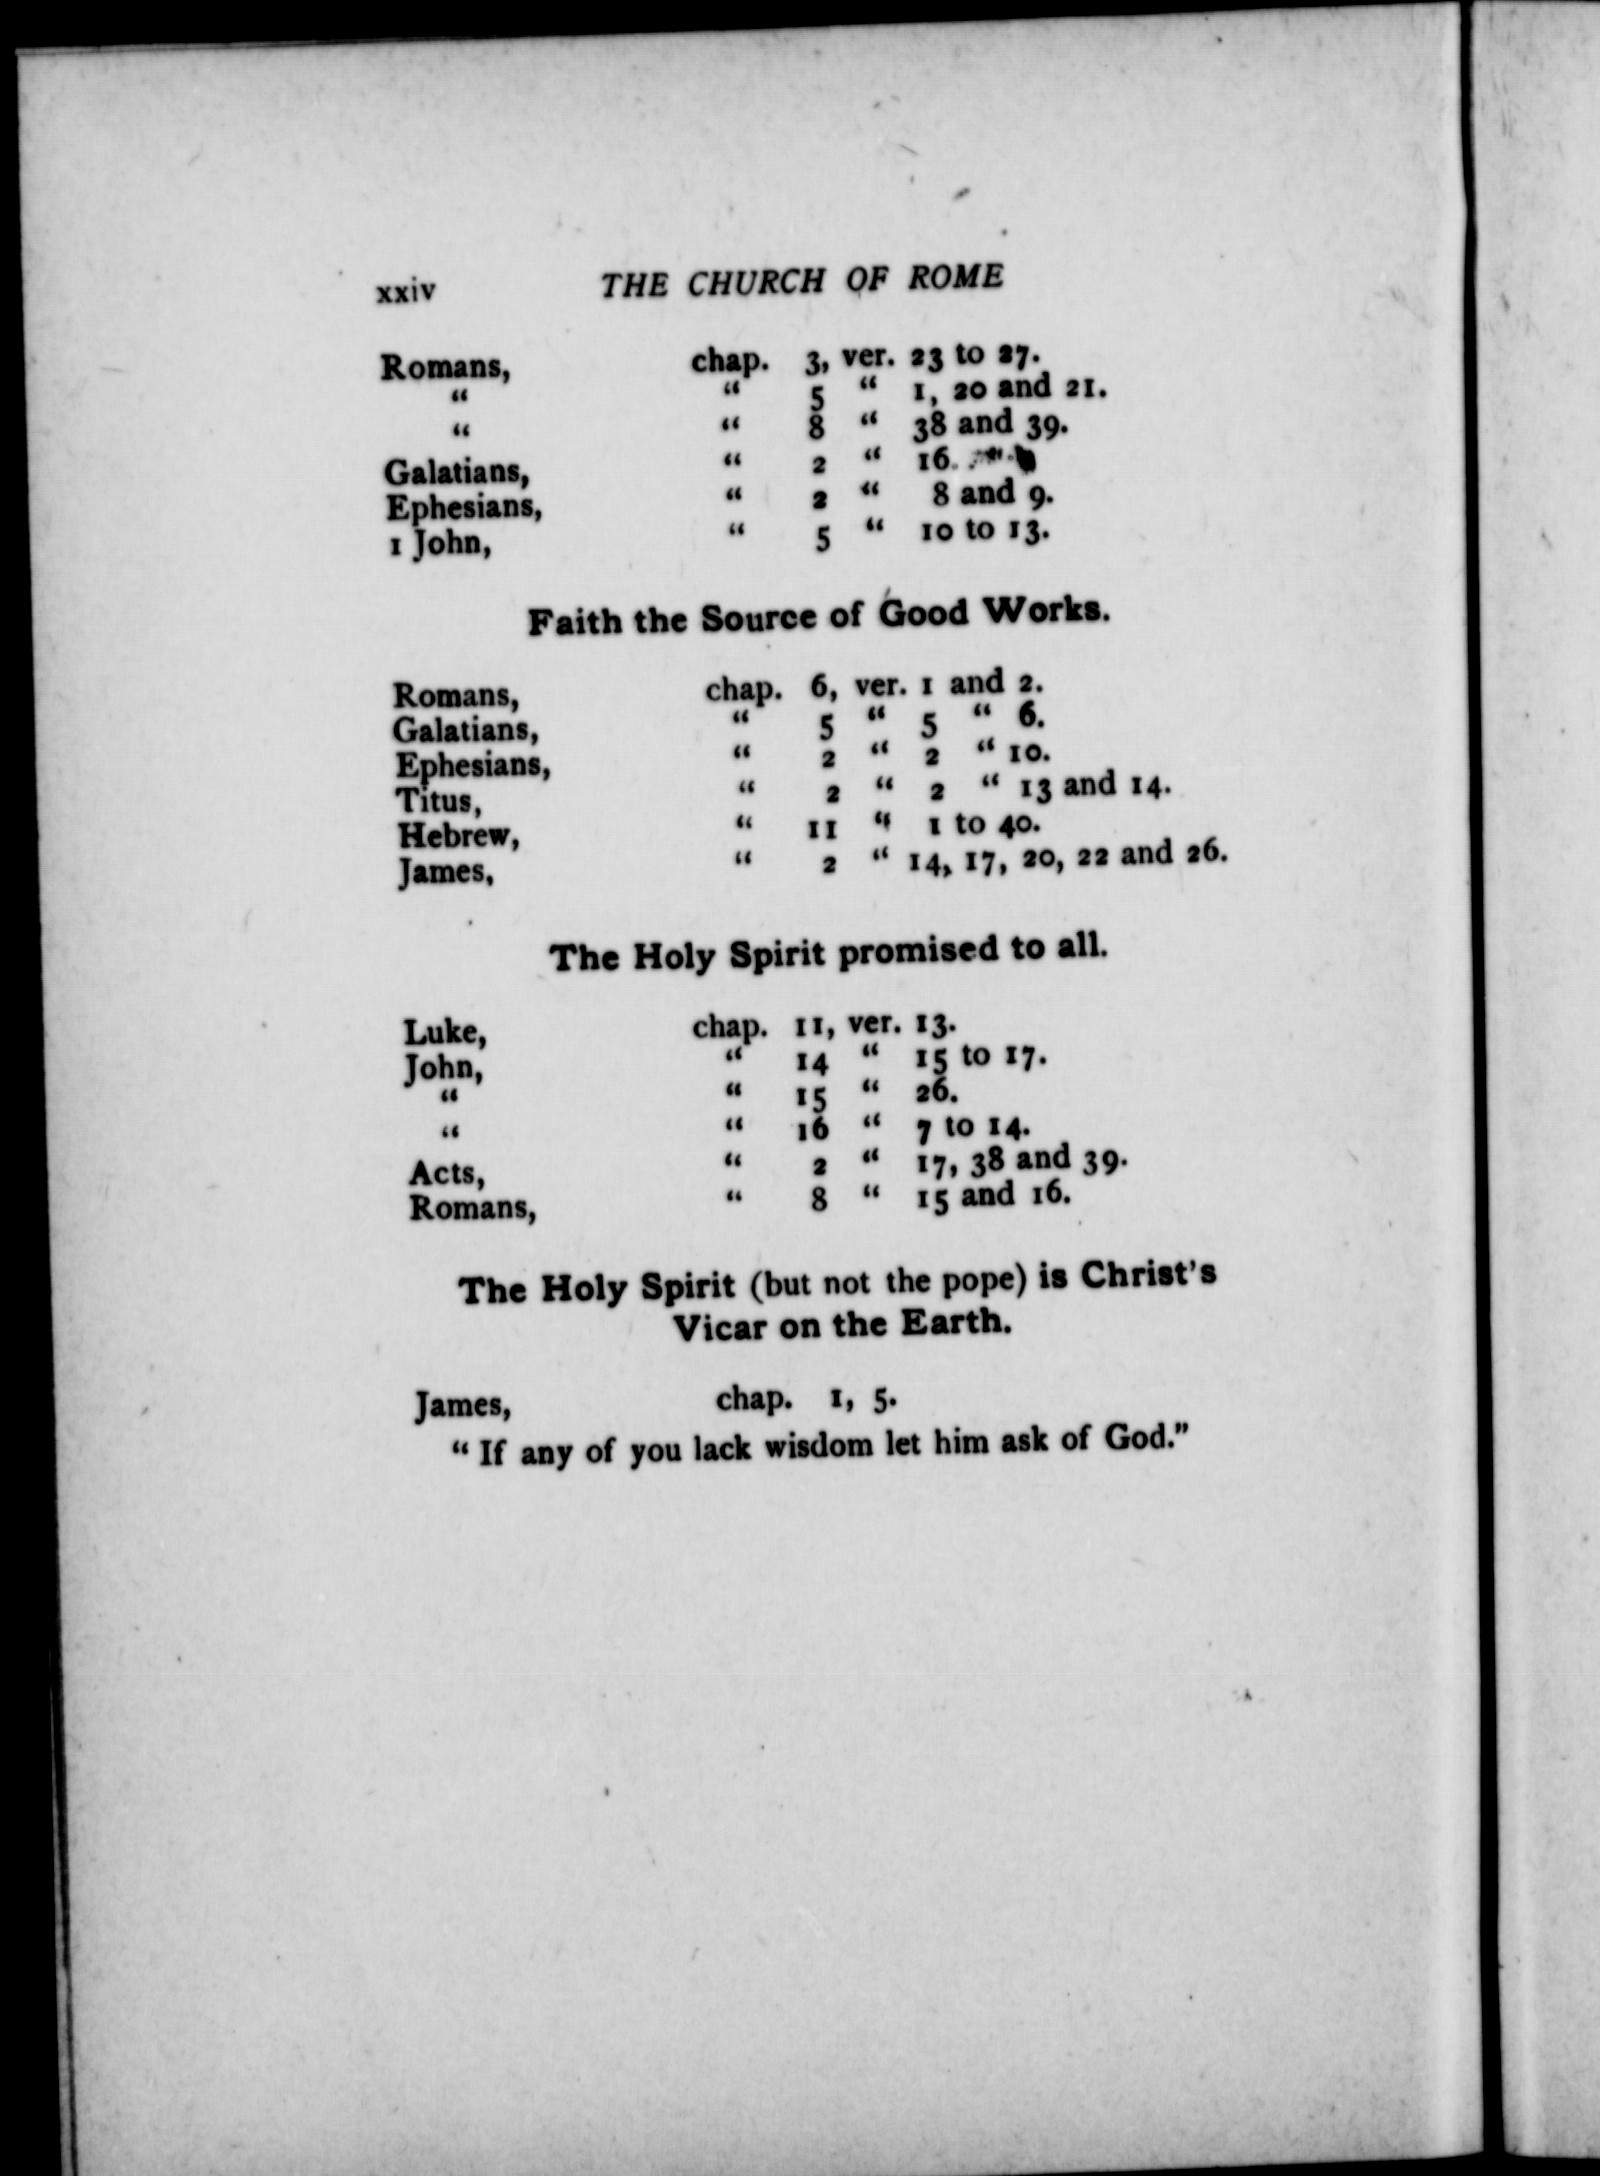 xxiv THE CHURCH OF ROME
Romans, chap. 3, ver. 23 to 27.
“ “ 5 “ 1, 20 and 21.
“ “ 8 “ 38 and 39.
Galatians, “ 2 “ 16.
Ephesians, “ 2 “ 8 and 9.
1 John, “ 5 “ 10 to 13.
Faith the Source of Good Works.
Romans, chap. 6, ver. 1 and 2.
Galatians, “ 5 “ 5 “ 6.
Ephesians, “ 2 “ 2 “ 10.
Titus, “ 2 “ 2 “ 13 and 14.
Hebrew, “ 11 “ 1 to 40.
James, “ 2 “ 14, 17, 20, 22 and 26.
The Holy Spirit promised to all.
Luke, chap. 11, ver. 13.
John, “ 14 “ 15 to 17.
“ “ 15 “ 26.
“ “ 16 “ 7 to 14.
Acts, “ 2 “ 17, 38 and 39.
Romans, “ 8 “ 15 and 16.
The Holy Spirit (but not the pope) is Christ's
Vicar on the Earth.
James, chap. 1, 5.
“ If any of you lack wisdom let him ask of God.”